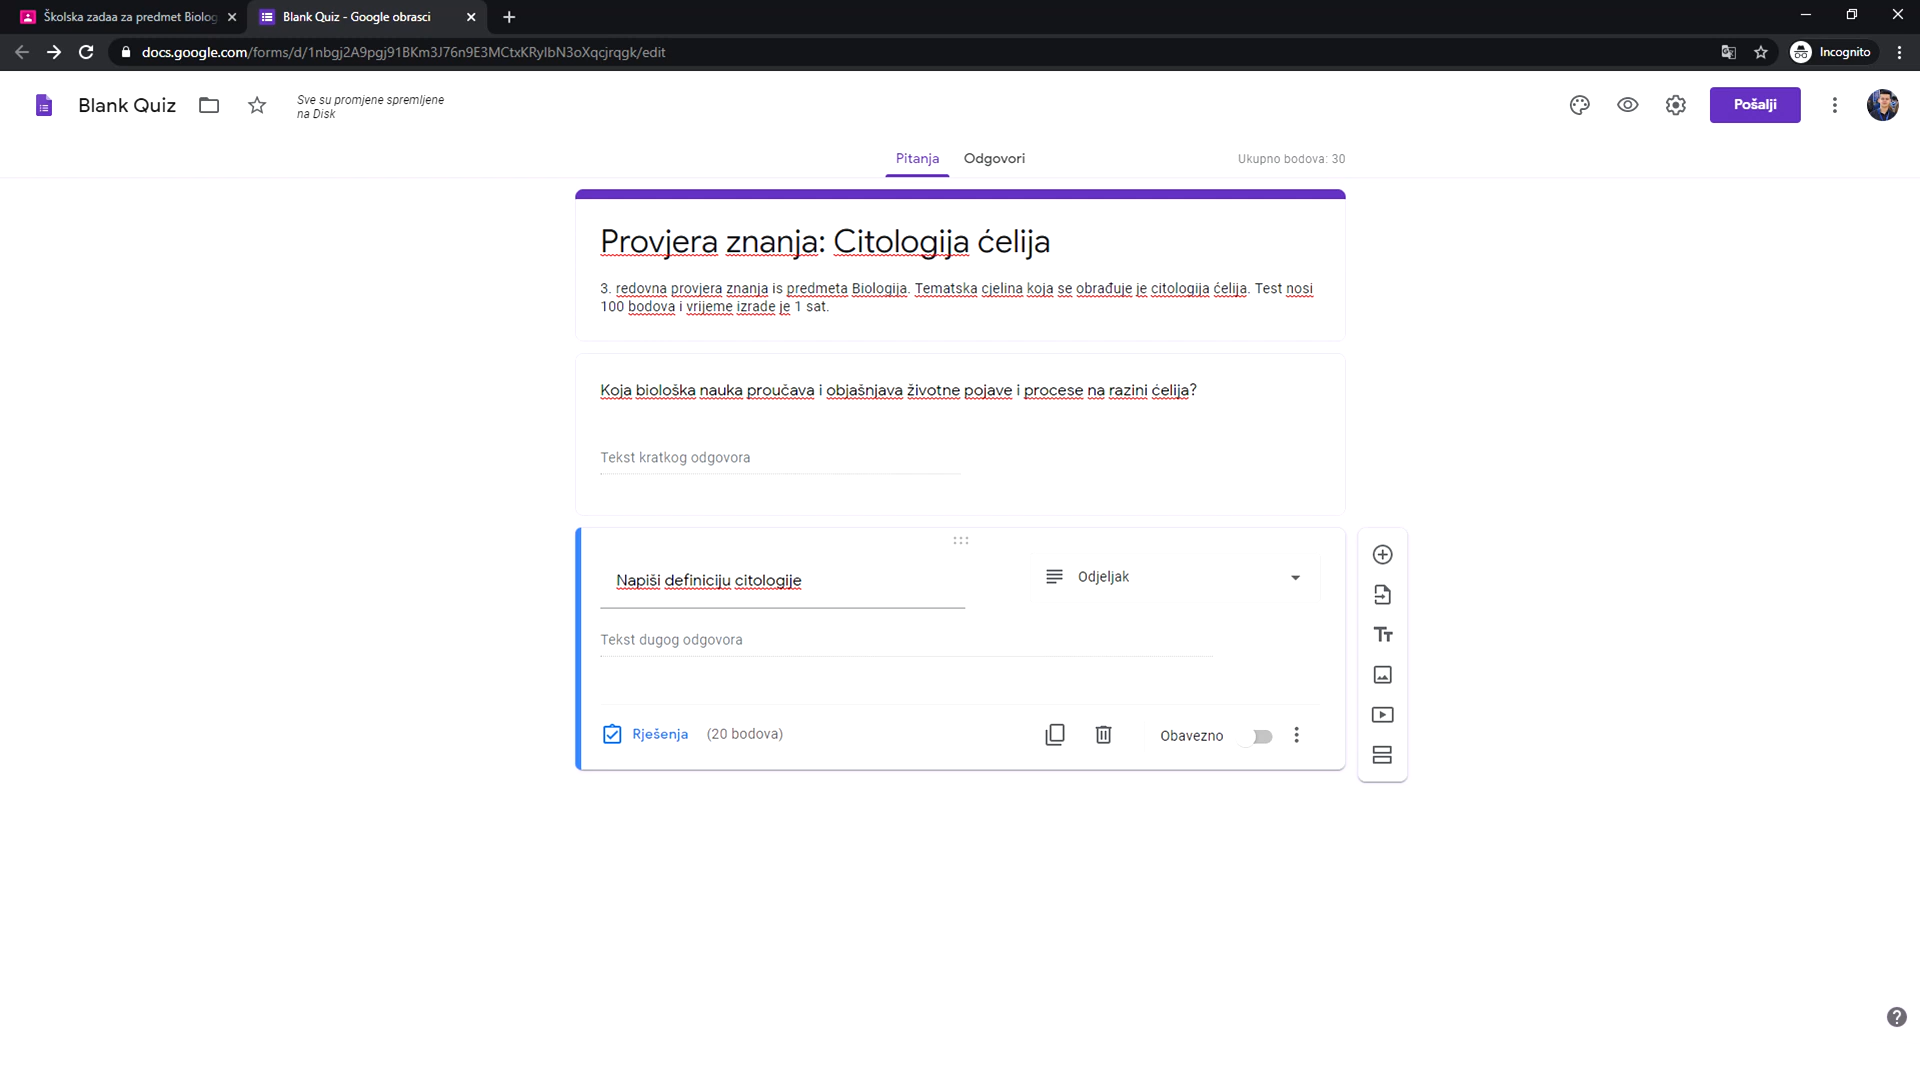 Školska zadaa za predmet Biolog
Blank Quiz - Google obrasci
docs.google.com/forms/d/1nbgj2A9pgj91BKm3J76n9E3MCtxKRylbN3oXqcjrqgk/edit
Incognito
Blank Quiz
Sve su promjene spremljene
na Disk
Pošalji
Pitanja
Odgovori
Ukupno bodova: 30
Provjera znanja: Citologija ćelija
3. redovna provjera znanja is predmeta Biologija. Tematska cjelina koja se obrađuje je citologija ćelija. Test nosi
100 bodova i vrijeme izrade je 1 sat.
Koja biološka nauka proučava i objašnjava životne pojave i procese na razini ćelija?
Tekst kratkog odgovora
Napiši definiciju citologije
Odjeljak
Tekst dugog odgovora
Rješenja
(20 bodova)
Obavezno